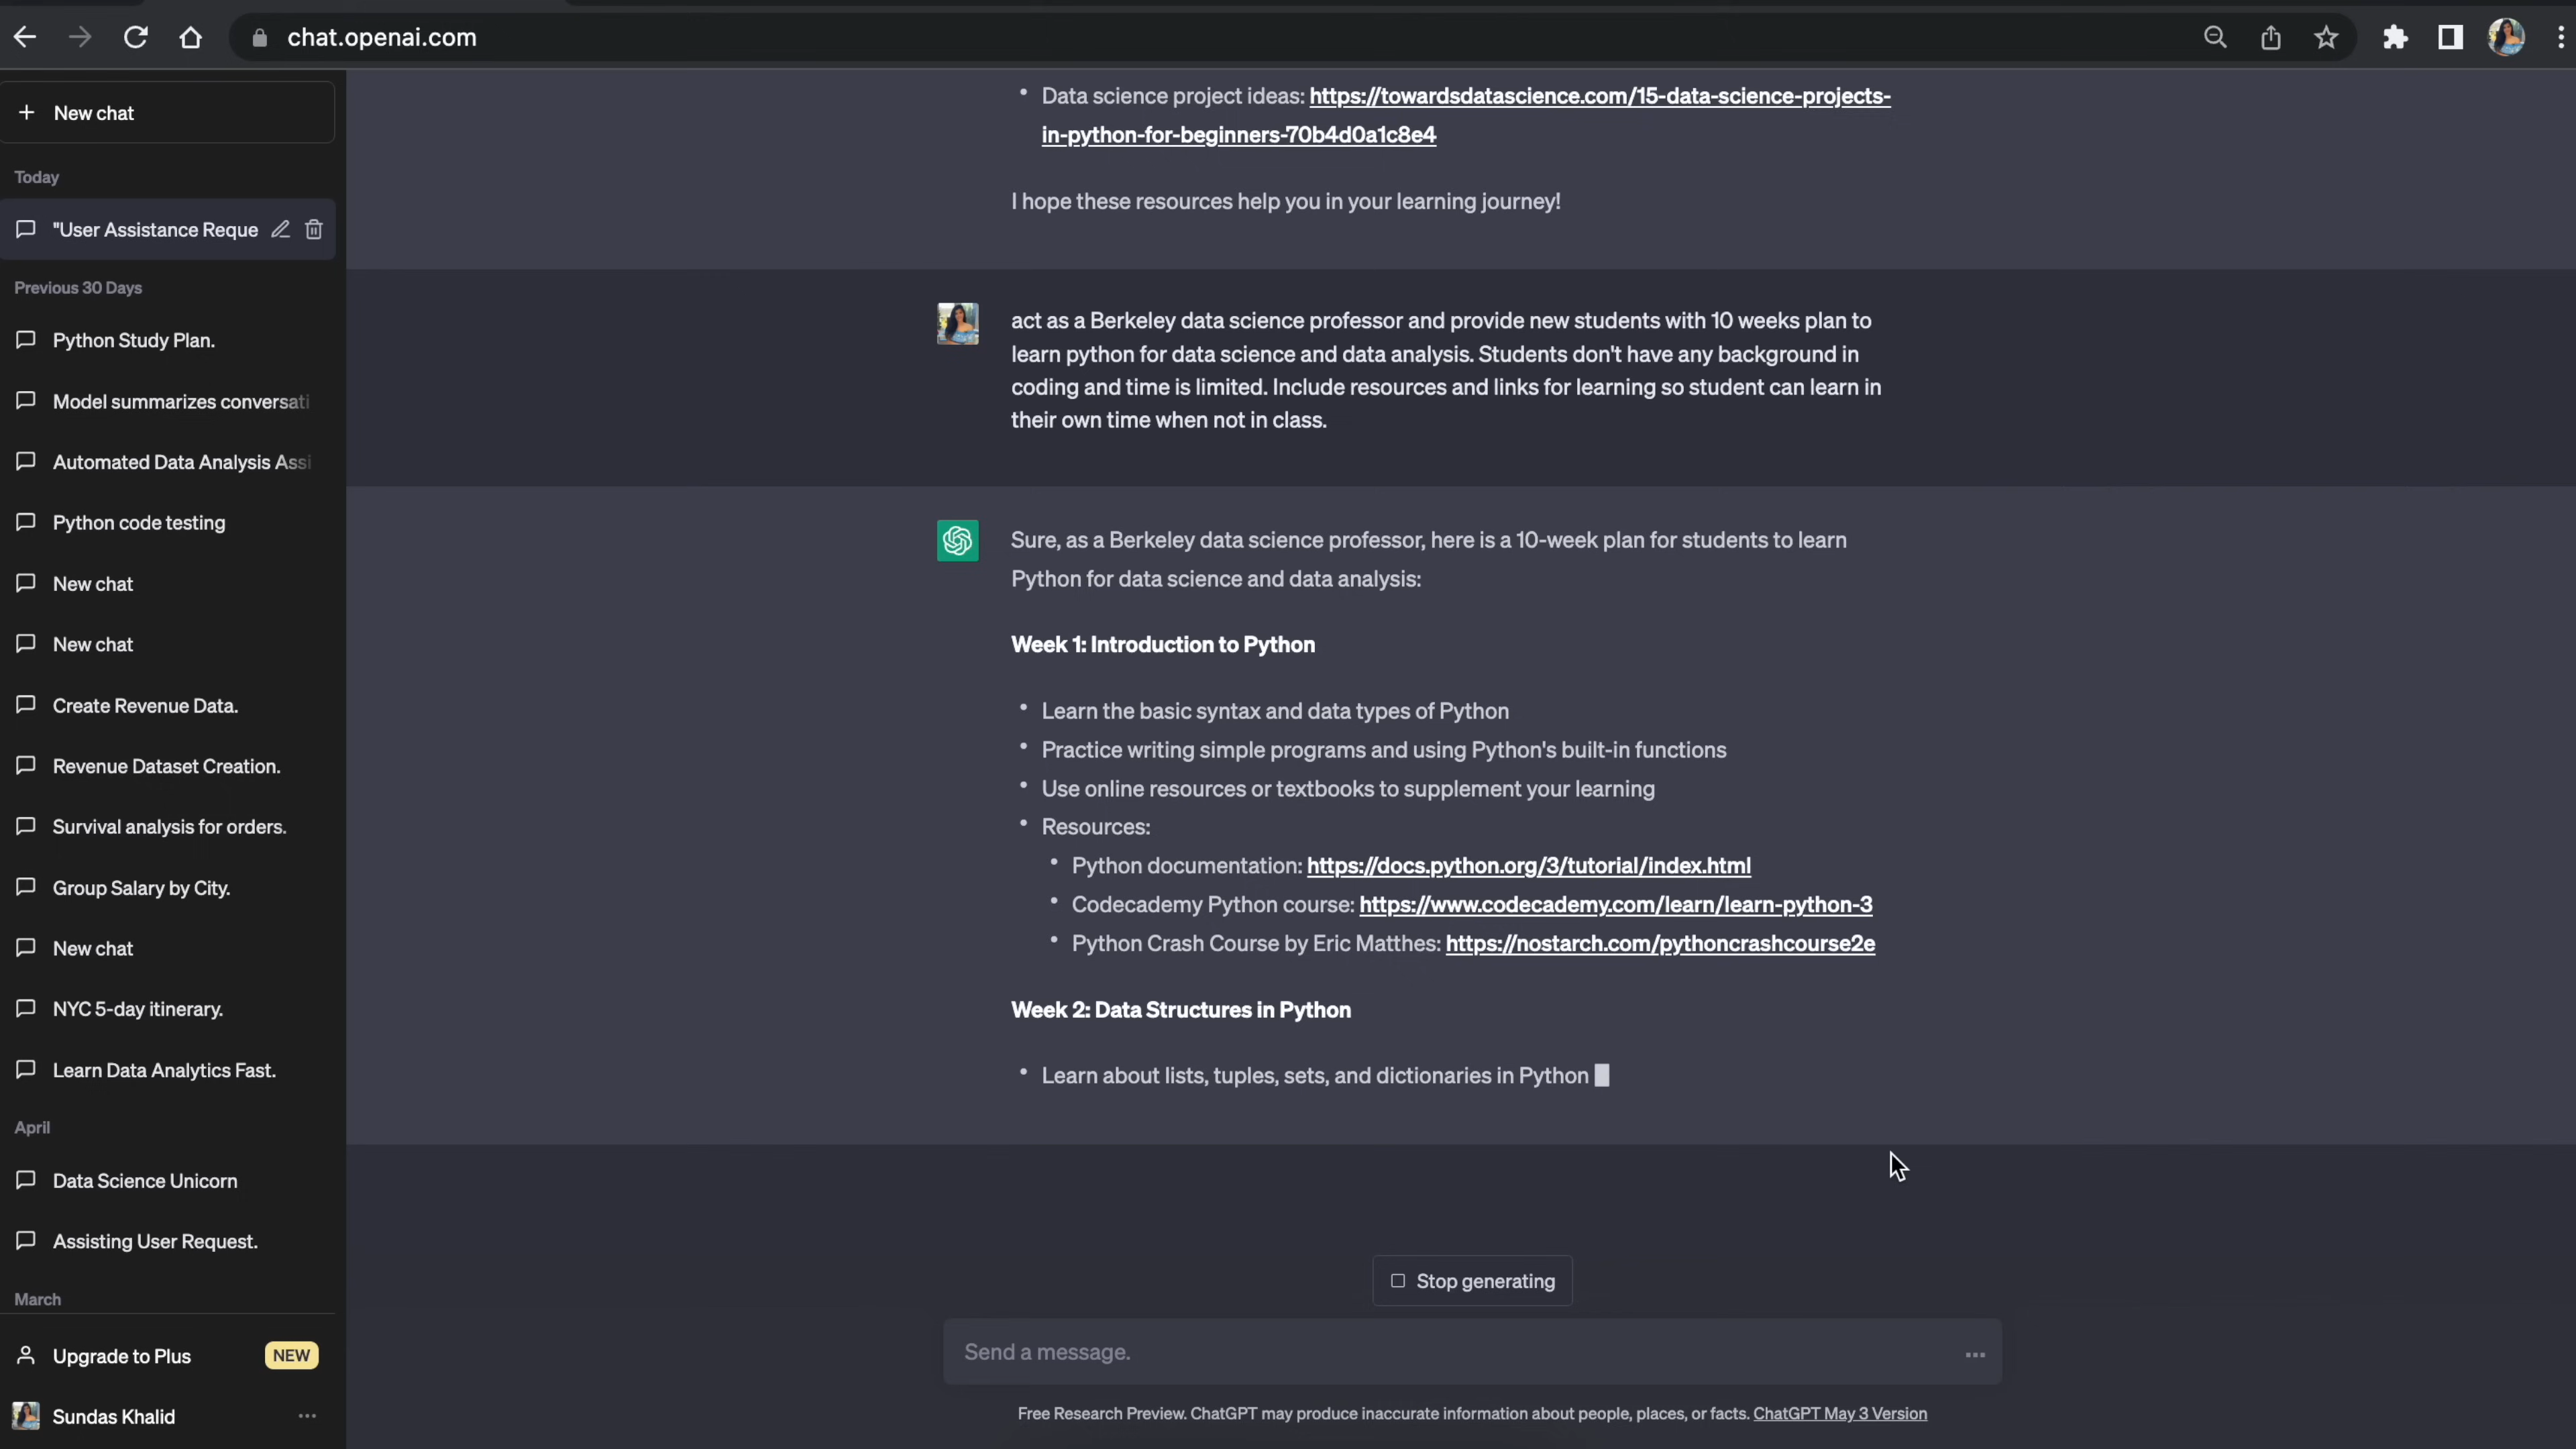 chat.openai.com
New chat
Today
"User Assistance Reque
Previous 30 Days
Python Study Plan.
Model summarizes conversati
Automated Data Analysis Assi
Python code testing
New chat
New chat
Create Revenue Data.
Revenue Dataset Creation.
Survival analysis for orders.
Group Salary by City.
New chat
NYC 5-day itinerary.
Learn Data Analytics Fast.
April
Data Science Unicorn
Assisting User Request.
March
Upgrade to Plus NEW
Sundas Khalid
• Data science project ideas: https://towardsdatascience.com/15-data-science-projects-
in-python-for-beginners-70b4d0a1c8e4
I hope these resources help you in your learning journey!
act as a Berkeley data science professor and provide new students with 10 weeks plan to
learn python for data science and data analysis. Students don't have any background in
coding and time is limited. Include resources and links for learning so student can learn in
their own time when not in class.
Sure, as a Berkeley data science professor, here is a 10-week plan for students to learn
Python for data science and data analysis:
Week 1: Introduction to Python
• Learn the basic syntax and data types of Python
• Practice writing simple programs and using Python's built-in functions
• Use online resources or textbooks to supplement your learning
• Resources:
• Python documentation: https://docs.python.org/3/tutorial/index.html
• Codecademy Python course: https://www.codecademy.com/learn/learn-python-3
• Python Crash Course by Eric Matthes: https://nostarch.com/pythoncrashcourse2e
Week 2: Data Structures in Python
• Learn about lists, tuples, sets, and dictionaries in Python
Stop generating
Send a message.
Free Research Preview. ChatGPT may produce inaccurate information about people, places, or facts. ChatGPT May 3 Version